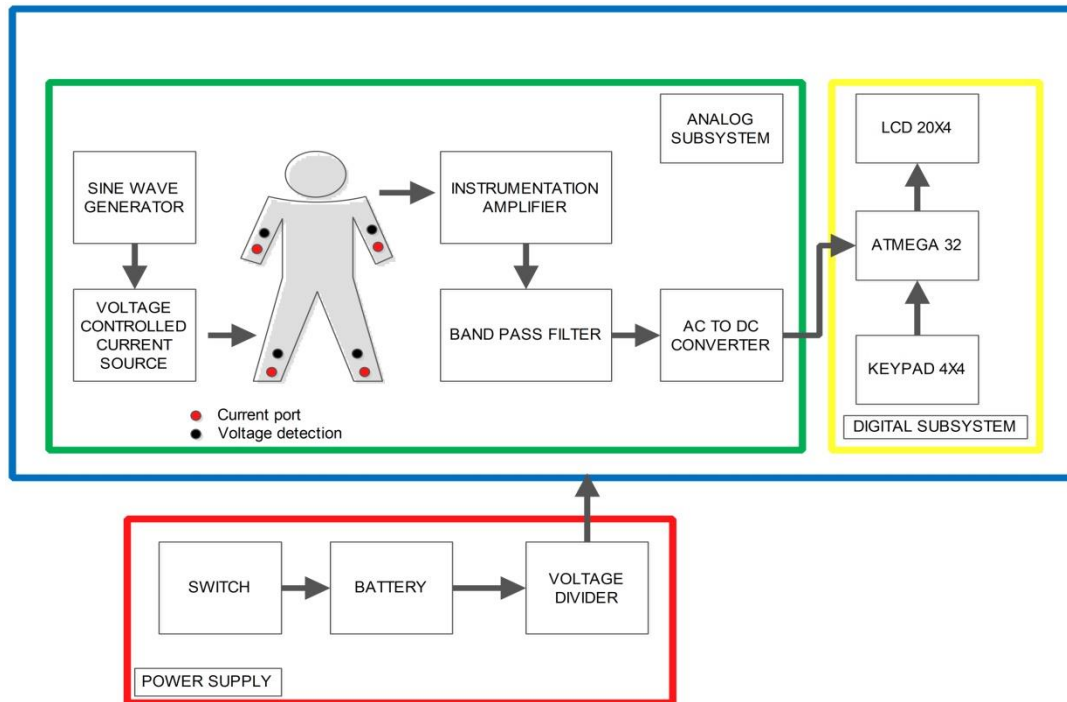 ANALOG
SUBSYSTEM
SINE WAVE
GENERATOR
INSTRUMENTATION
AMPLIFIER
VOLTAGE
CONTROLLED
CURRENT
SOURCE
BAND PASS FILTER
AC TO DC
CONVERTER
Current port
Voltage detection
LCD 20X4
ATMEGA 32
KEYPAD 4X4
DIGITAL SUBSYSTEM
SWITCH
BATTERY
VOLTAGE
DIVIDER
POWER SUPPLY